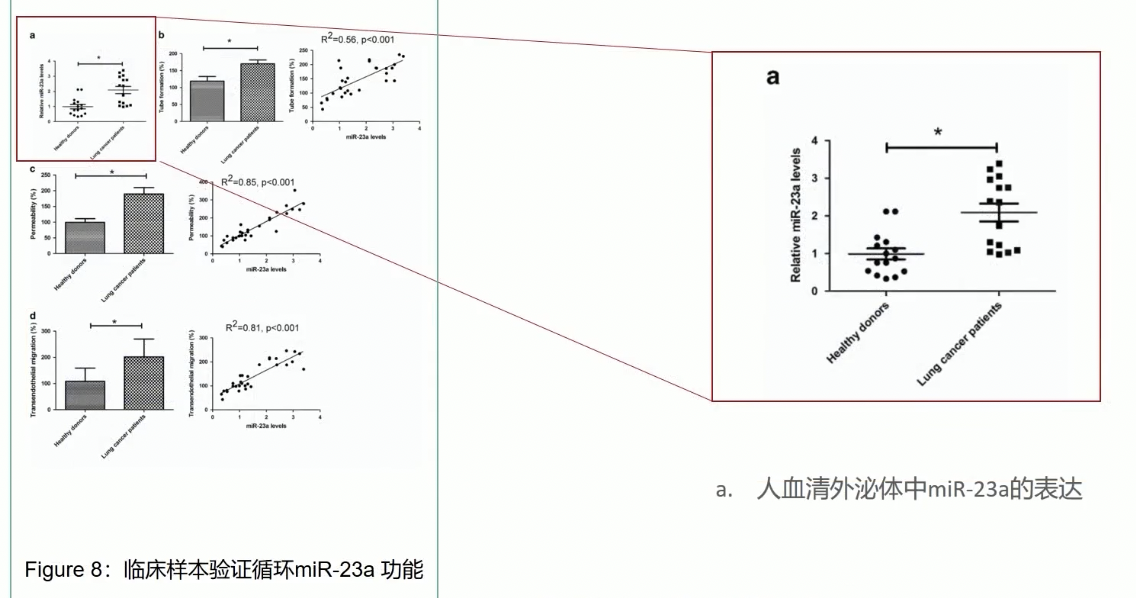 a
*
Relative miR-23a levels
4
3
2
1
0
Healthy donors
Lung cancer patients
b
*
Tube formation (%)
200
150
100
50
0
Healthy donors
Lung cancer patients
R2=0.56, p<0.001
Tube formation (%)
250
200
150
100
50
0
0 1 2 3 4
miR-23a levels
c
*
Permeability (%)
250
200
150
100
50
0
Healthy donors
Lung cancer patients
R2=0.85, p<0.001
Permeability (%)
400
300
200
100
0
0 1 2 3 4
miR-23a levels
d
*
Transendothelial migration (%)
300
200
100
0
Healthy donors
Lung cancer patients
R2=0.81, p<0.001
Transendothelial migration (%)
300
200
100
0
0 1 2 3 4
miR-23a levels
Figure 8：临床样本验证循环miR-23a 功能
a
*
Relative miR-23a levels
4
3
2
1
0
Healthy donors
Lung cancer patients
a. 人血清外泌体中miR-23a的表达